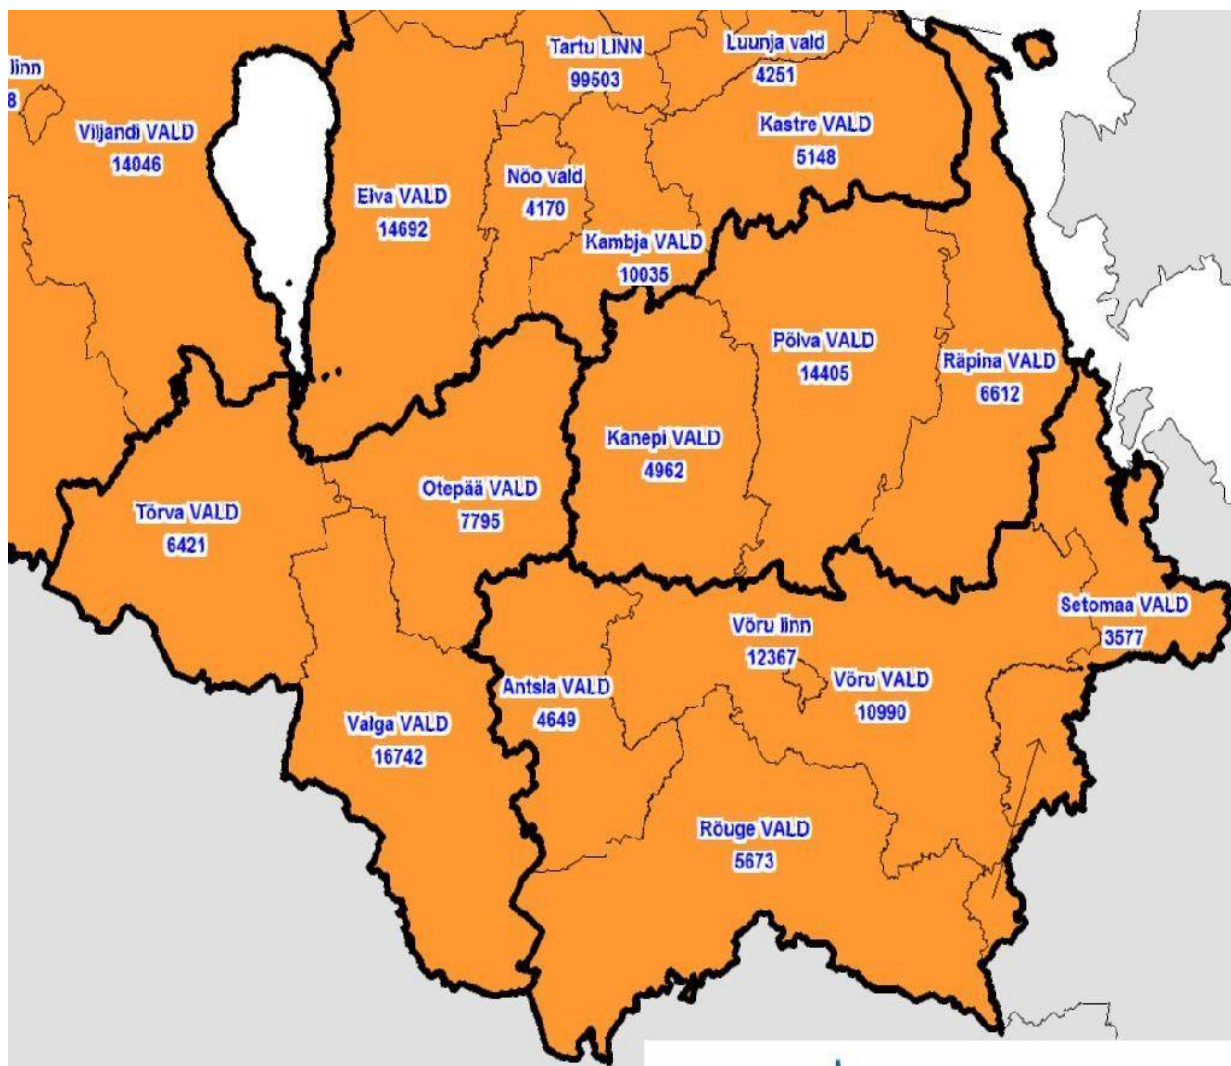 Tartu LINN
99503
Luunja vald
4251
linn
8
Viljandi VALD
14046
Kastre VALD
5148
Nõo vald
4170
Elva VALD
14692
Kambja VALD
10035
Põlva VALD
14405
Räpina VALD
6612
Kanepi VALD
4962
Otepää VALD
7795
Tõrva VALD
6421
Setomaa VALD
3577
Võru linn
12367
Võru VALD
10990
Antsla VALD
4649
Valga VALD
16742
Rõuge VALD
5673